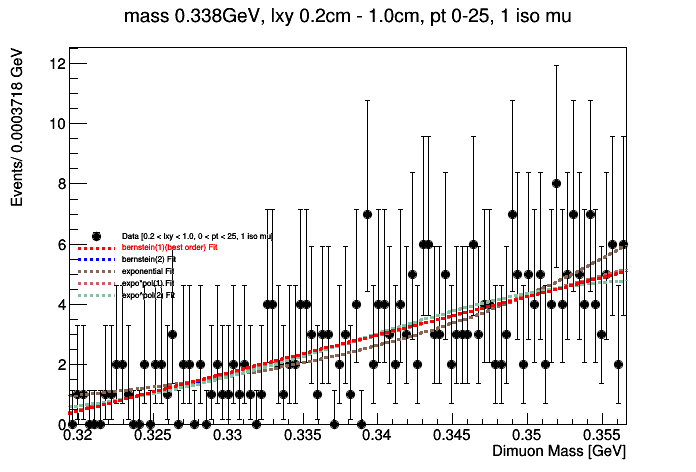 mass 0.338GeV, lxy 0.2cm - 1.0cm, pt 0-25, 1 iso mu
Events/ 0.0003718 GeV
12
10
8
6
4
2
0
Data [0.2 < lxy < 1.0, 0 < pt < 25, 1 iso mu]
bernstein(1)(best order) Fit
bernstein(2) Fit
exponential Fit
expo*pol(1) Fit
expo*pol(2) Fit
0.32 0.325 0.33 0.335 0.34 0.345 0.35 0.355
Dimuon Mass [GeV]